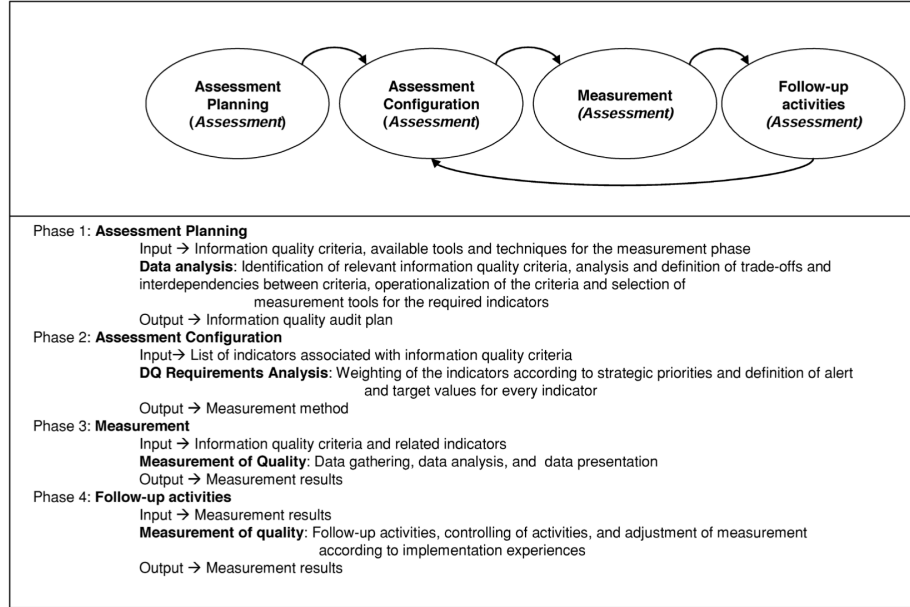 Assessment
Planning
(Assessment)
Assessment
Configuration
(Assessment)
Measurement
(Assessment)
Follow-up
activities
(Assessment)
Phase 1: Assessment Planning
Input → Information quality criteria, available tools and techniques for the measurement phase
Data analysis: Identification of relevant information quality criteria, analysis and definition of trade-offs and
interdependencies between criteria, operationalization of the criteria and selection of
measurement tools for the required indicators
Output → Information quality audit plan
Phase 2: Assessment Configuration
Input→ List of indicators associated with information quality criteria
DQ Requirements Analysis: Weighting of the indicators according to strategic priorities and definition of alert
and target values for every indicator
Output → Measurement method
Phase 3: Measurement
Input → Information quality criteria and related indicators
Measurement of Quality: Data gathering, data analysis, and data presentation
Output → Measurement results
Phase 4: Follow-up activities
Input → Measurement results
Measurement of quality: Follow-up activities, controlling of activities, and adjustment of measurement
according to implementation experiences
Output → Measurement results